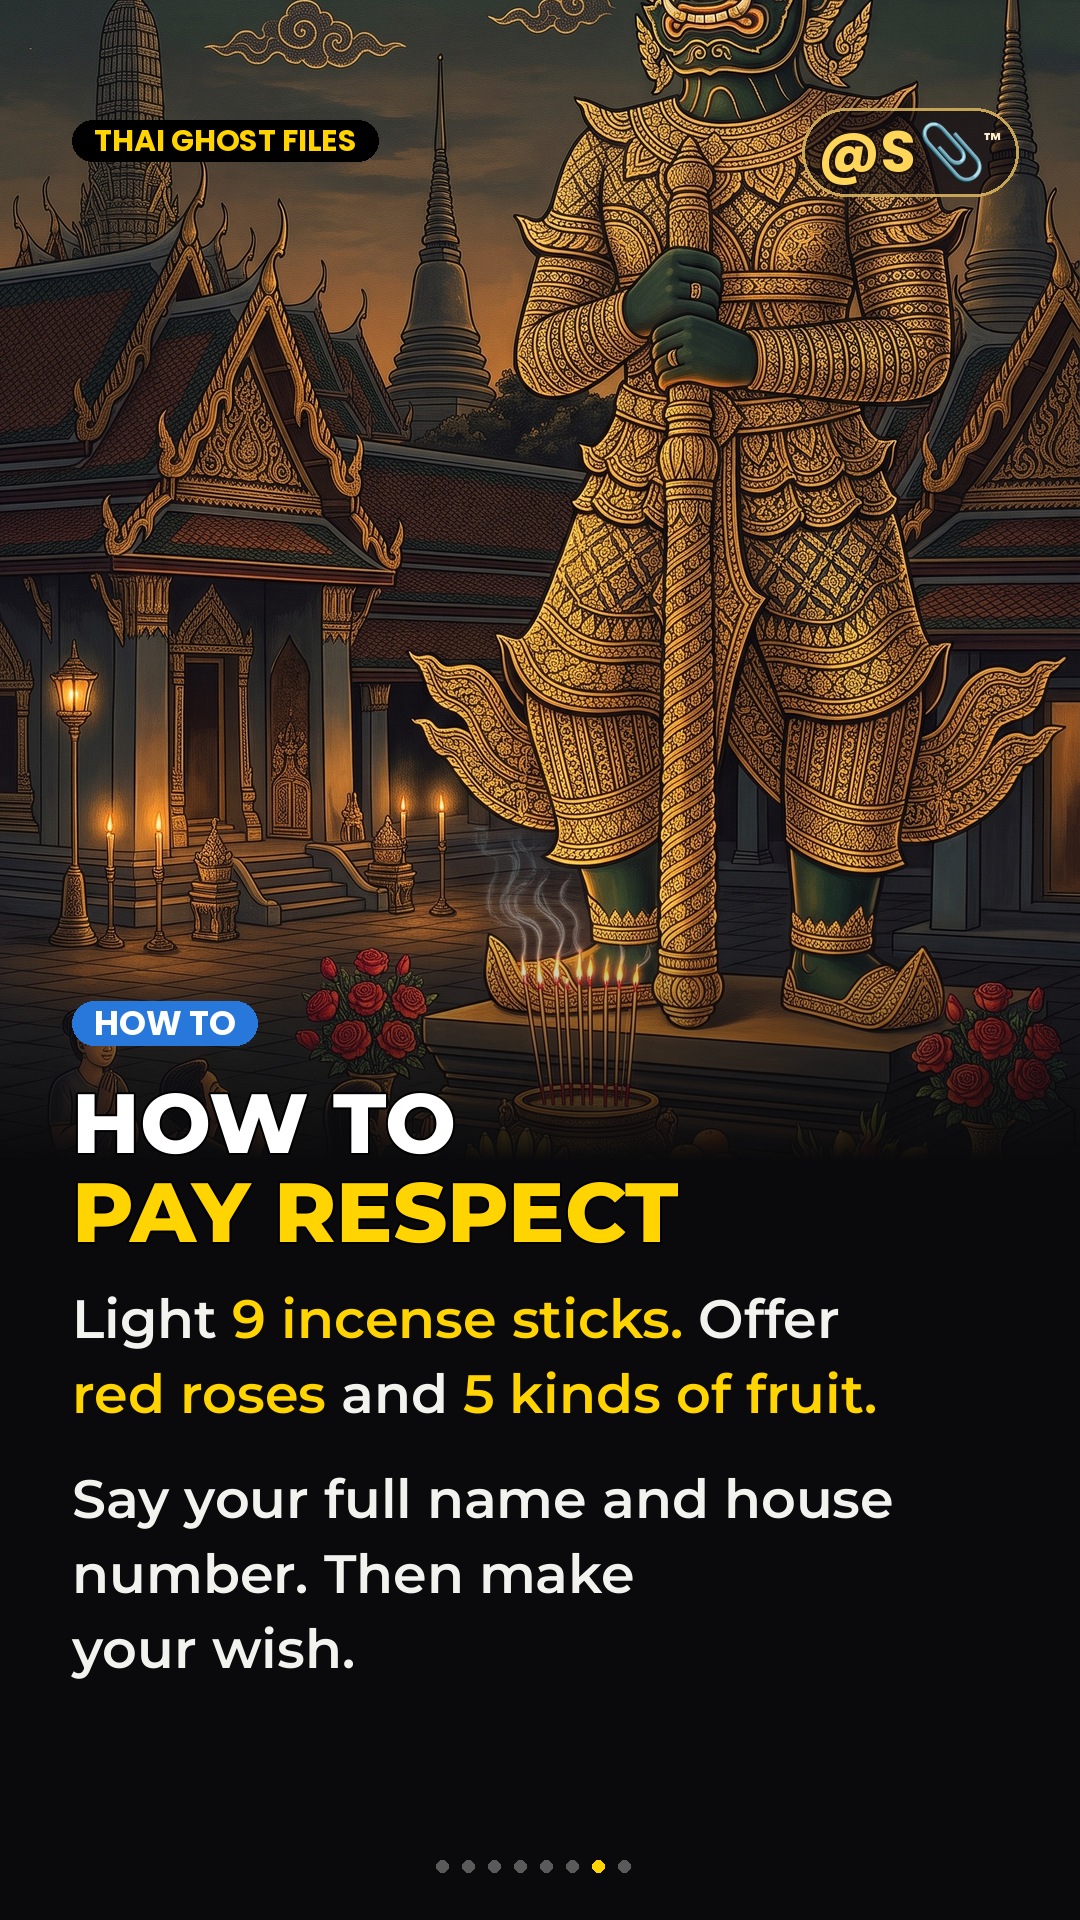 THAI GHOST FILES
@S📎™
HOW TO
HOW TO
PAY RESPECT
Light 9 incense sticks. Offer
red roses and 5 kinds of fruit.
Say your full name and house
number. Then make
your wish.